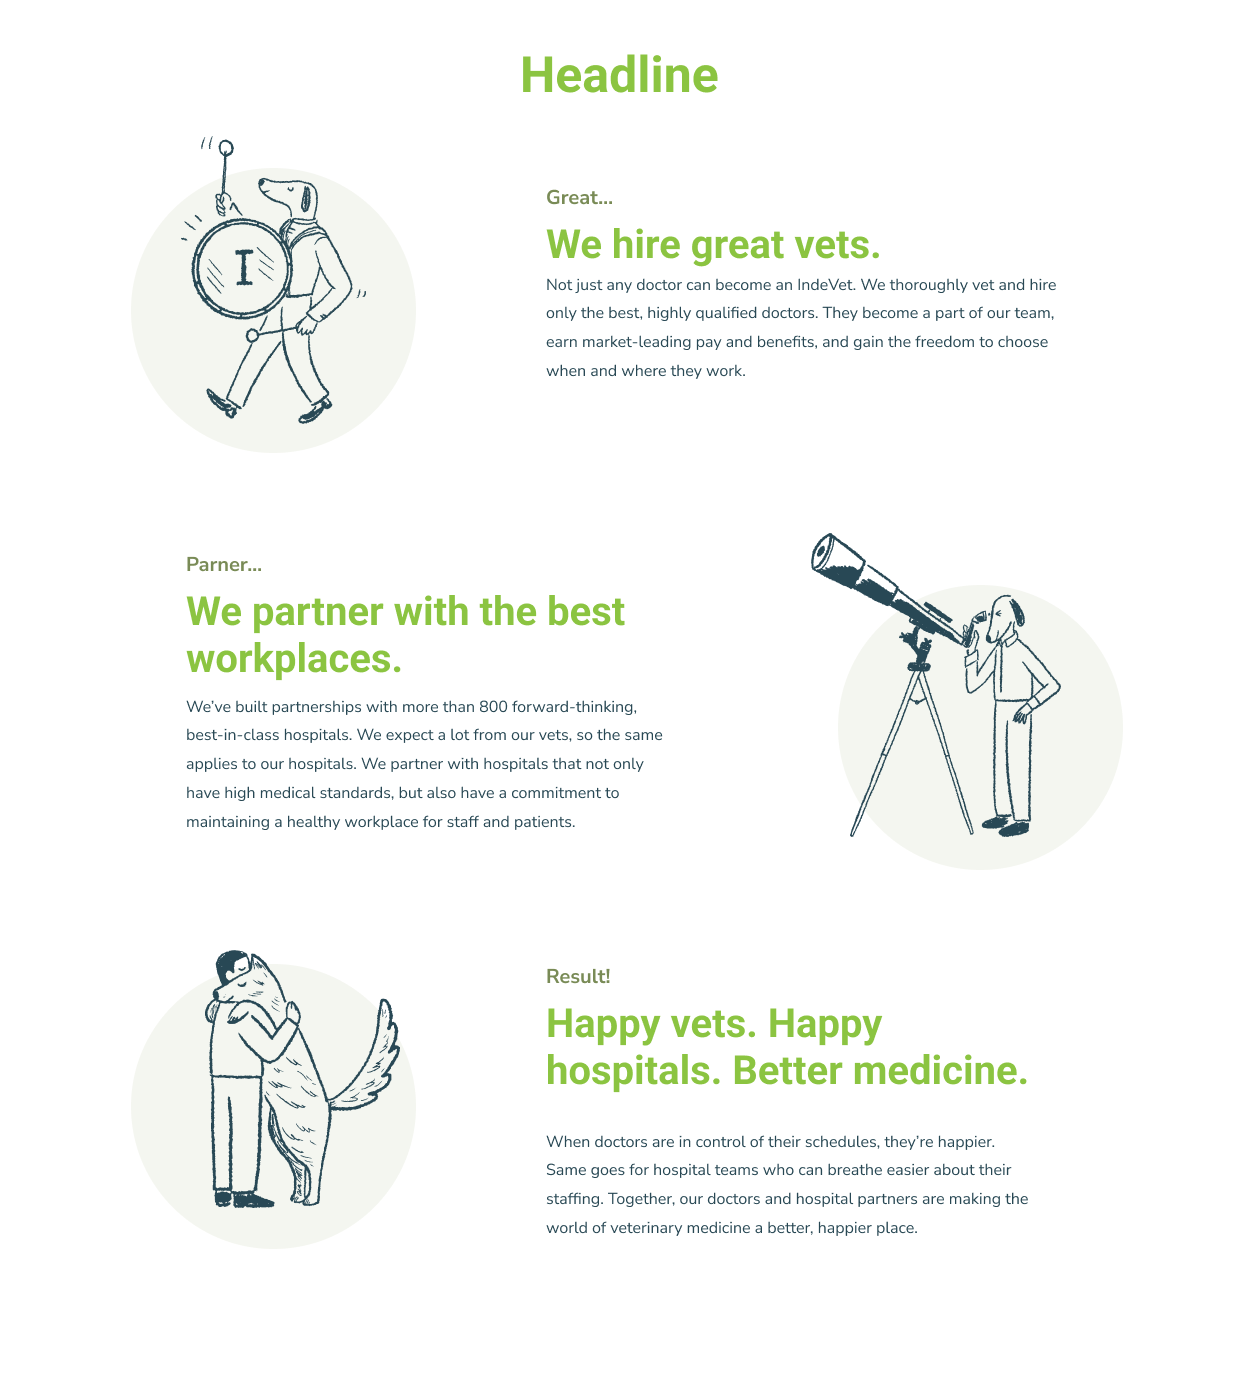 Headline
I
Great...
We hire great vets.
Not just any doctor can become an IndeVet. We thoroughly vet and hire
only the best, highly qualified doctors. They become a part of our team,
earn market-leading pay and benefits, and gain the freedom to choose
when and where they work.
Parner...
We partner with the best
workplaces.
We’ve built partnerships with more than 800 forward-thinking,
best-in-class hospitals. We expect a lot from our vets, so the same
applies to our hospitals. We partner with hospitals that not only
have high medical standards, but also have a commitment to
maintaining a healthy workplace for staff and patients.
Result!
Happy vets. Happy
hospitals. Better medicine.
When doctors are in control of their schedules, they’re happier.
Same goes for hospital teams who can breathe easier about their
staffing. Together, our doctors and hospital partners are making the
world of veterinary medicine a better, happier place.